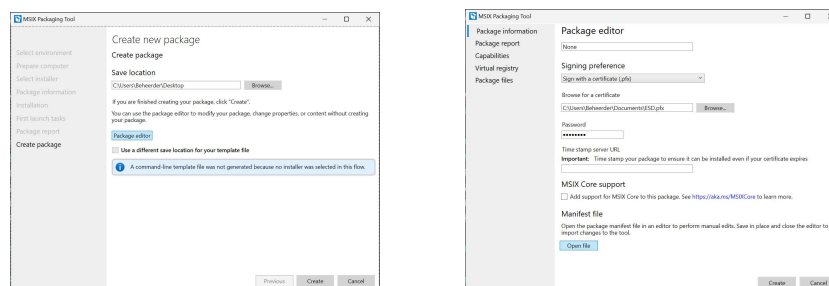 MSIX Packaging Tool
Create new package
Select environment
Create package
Prepare computer
Select installer
Save location
Package information
C:\Users\Beheerder\Desktop
Browse...
Installation
If you are finished creating your package, click "Create".
First launch tasks
You can use the package editor to modify your package, change properties, or content without creating
your package.
Package report
Package editor
Create package
Use a different save location for your template file
A command-line template file was not generated because no installer was selected in this flow.
Previous
Create
Cancel
MSIX Packaging Tool
Package information
Package report
Capabilities
Virtual registry
Package files
Package editor
None
Signing preference
Sign with a certificate (.pfx)
Browse for a certificate
C:\Users\Beheerder\Documents\ESD.pfx
Browse...
Password
••••••••
Time stamp server URL
Important: Time stamp your package to ensure it can be installed even if your certificate expires
MSIX Core support
Add support for MSIX Core to this package. See https://aka.ms/MSIXCore to learn more.
Manifest file
Open the package manifest file in an editor to perform manual edits. Save in place and close the editor to
import changes to the tool.
Open file
Create
Cancel